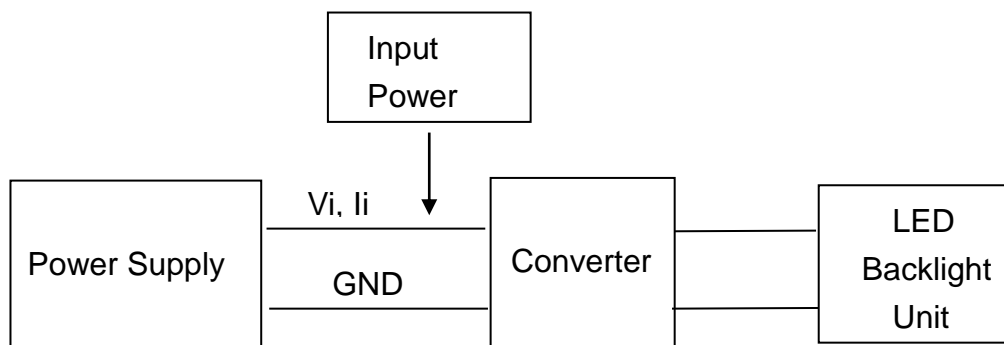 Input
Power
Vi, Ii
Power Supply
GND
Converter
LED
Backlight
Unit